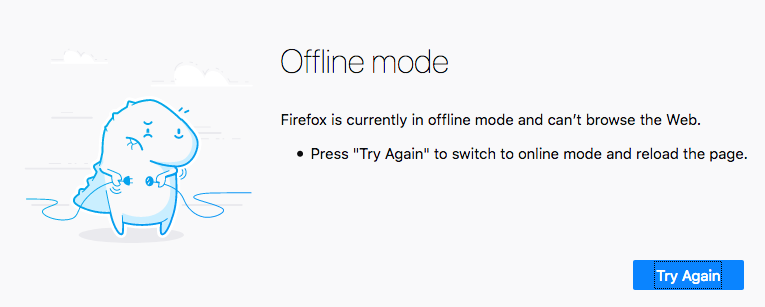 Offline mode
Firefox is currently in offline mode and can’t browse the Web.
• Press "Try Again" to switch to online mode and reload the page.
Try Again